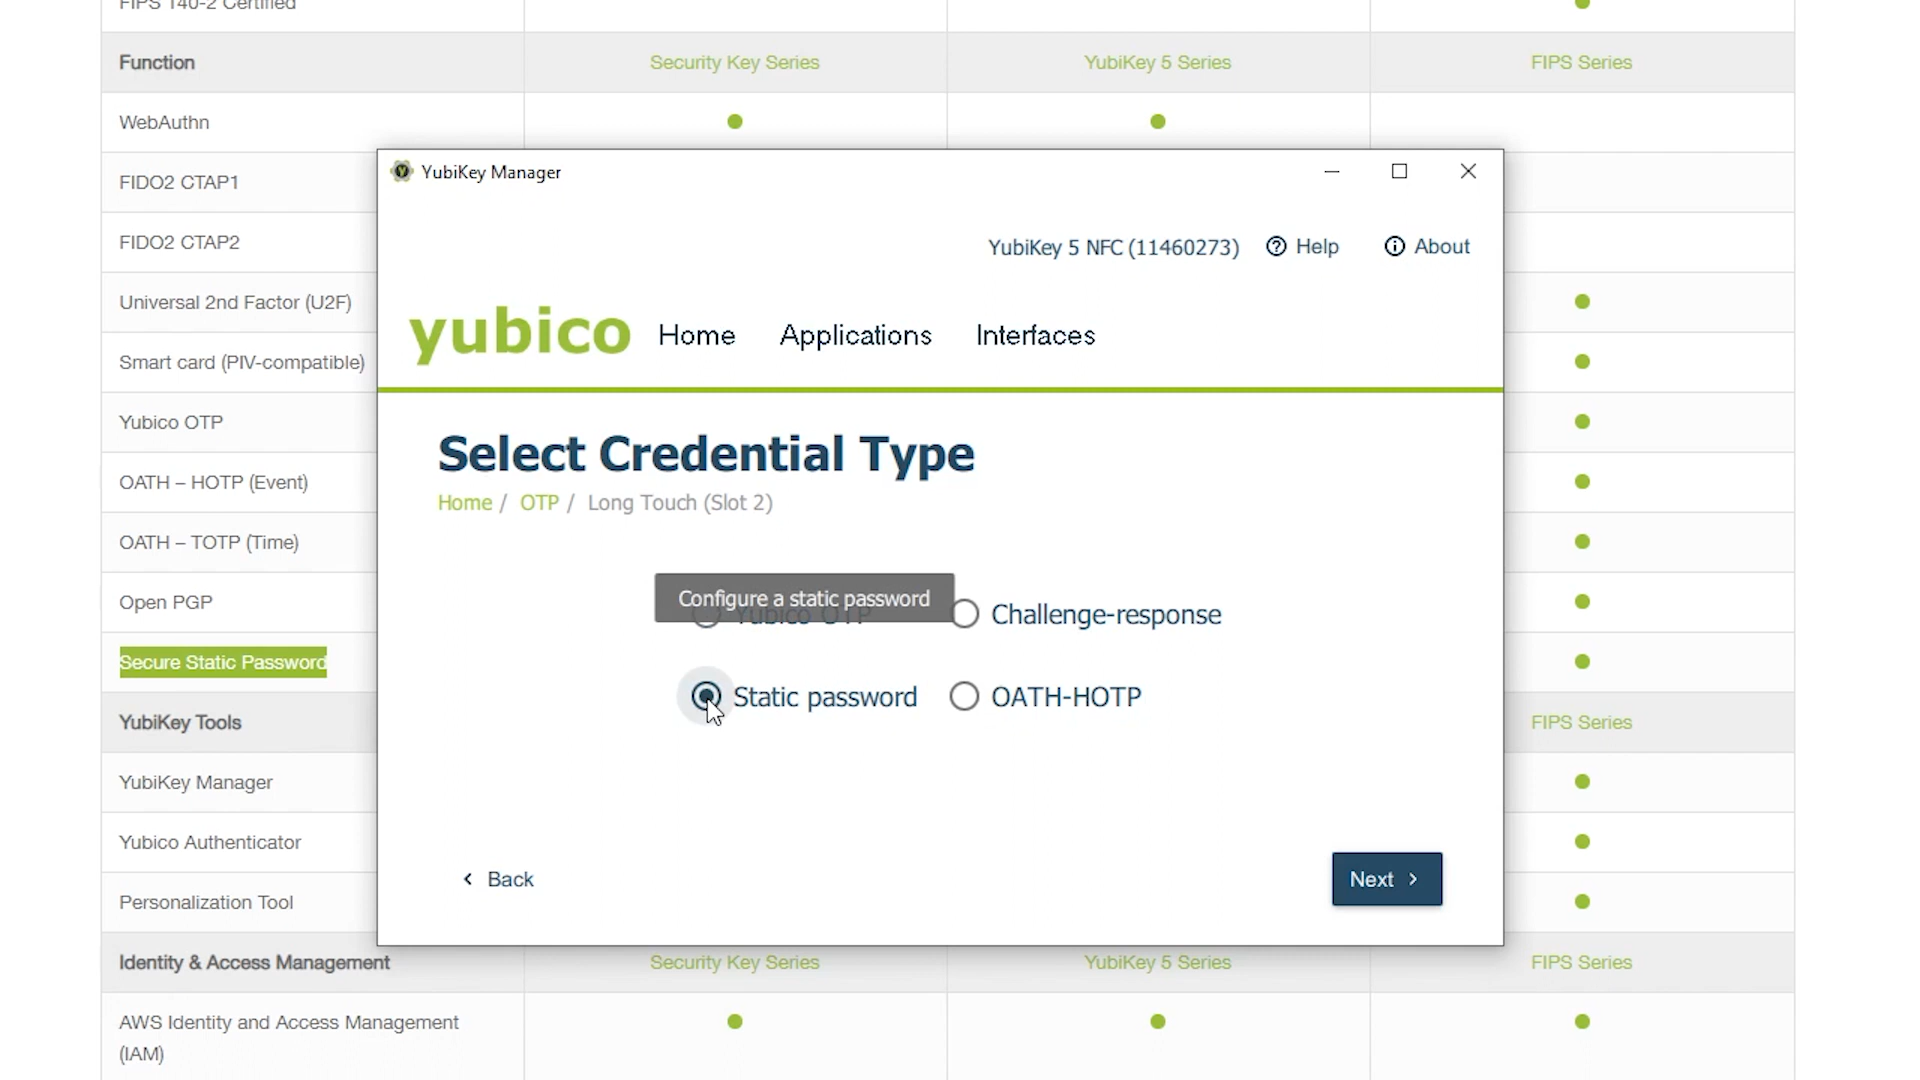 FIPS 140-2 Certified
Function Security Key Series YubiKey 5 Series FIPS Series
WebAuthn
FIDO2 CTAP1
FIDO2 CTAP2
Universal 2nd Factor (U2F)
Smart card (PIV-compatible)
Yubico OTP
OATH – HOTP (Event)
OATH – TOTP (Time)
Open PGP
Secure Static Password
YubiKey Tools FIPS Series
YubiKey Manager
Yubico Authenticator
Personalization Tool
Identity & Access Management Security Key Series YubiKey 5 Series FIPS Series
AWS Identity and Access Management
(IAM)
YubiKey Manager
YubiKey 5 NFC (11460273) Help About
yubico Home Applications Interfaces
Select Credential Type
Home / OTP / Long Touch (Slot 2)
Configure a static password
Yubico OTP Challenge-response
Static password OATH-HOTP
Back Next